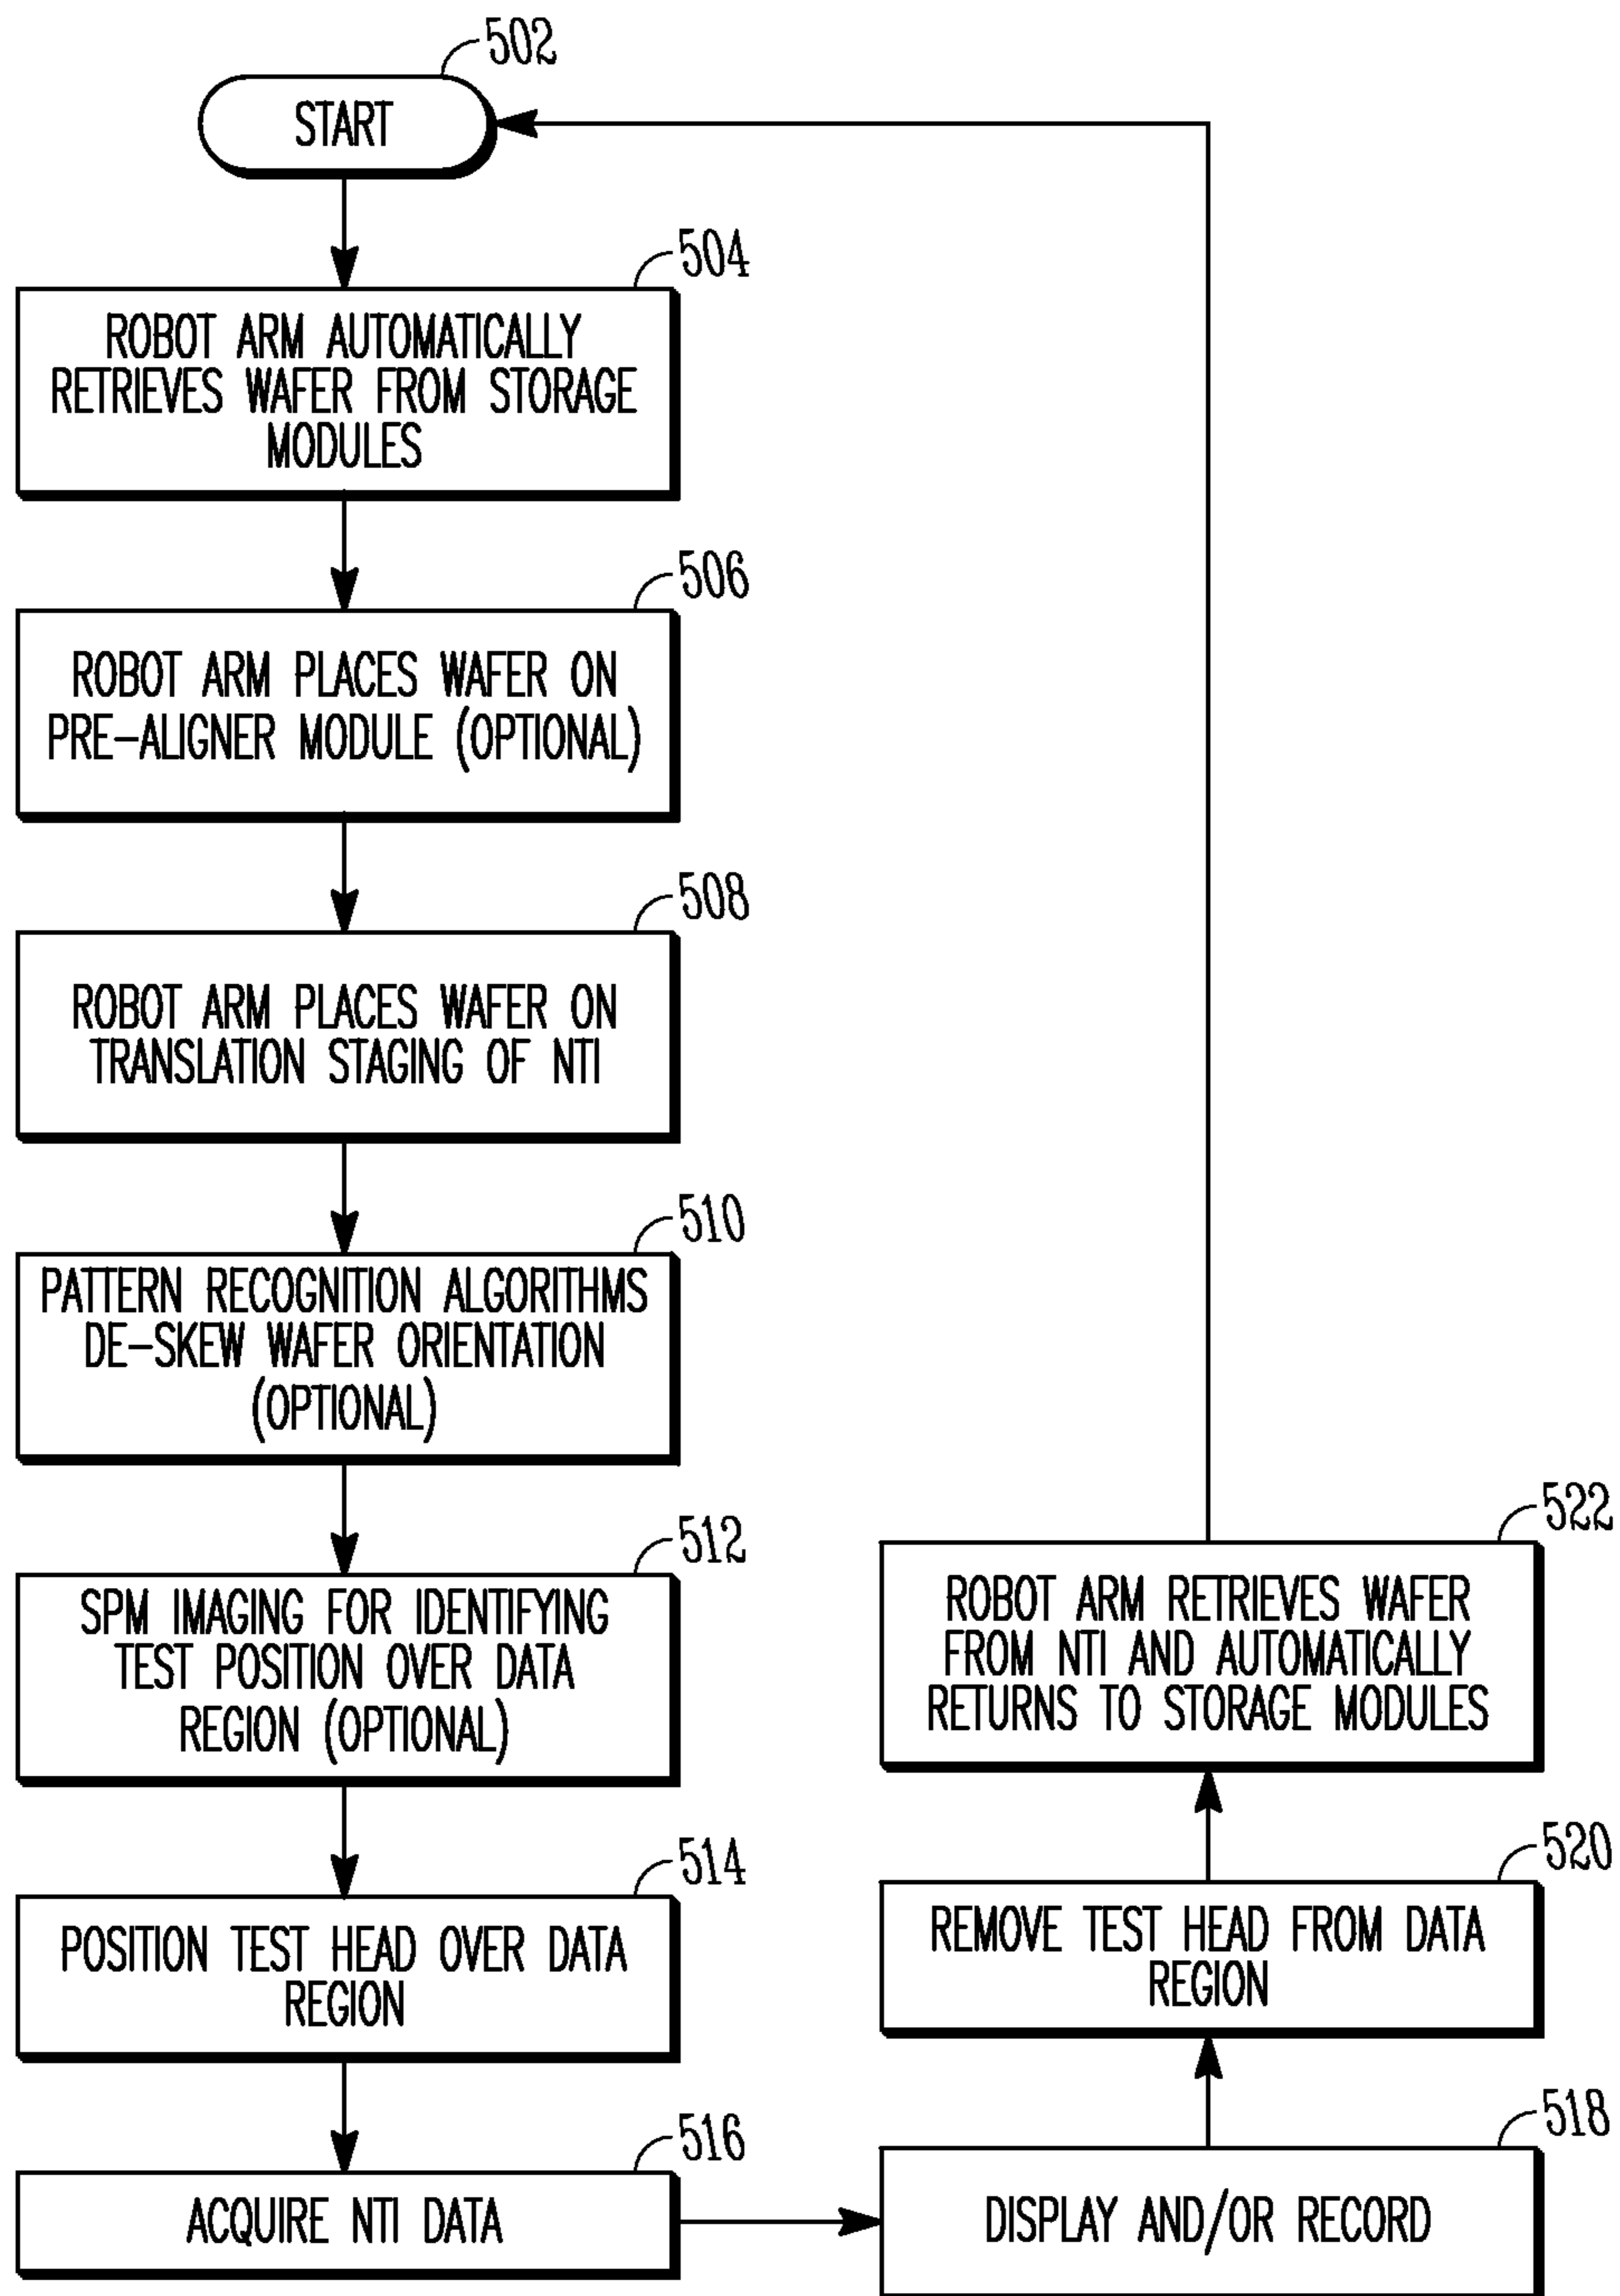 502
START
504
ROBOT ARM AUTOMATICALLY
RETRIEVES WAFER FROM STORAGE
MODULES
506
ROBOT ARM PLACES WAFER ON
PRE-ALIGNER MODULE (OPTIONAL)
508
ROBOT ARM PLACES WAFER ON
TRANSLATION STAGING OF NTI
510
PATTERN RECOGNITION ALGORITHMS
DE-SKEW WAFER ORIENTATION
(OPTIONAL)
512
SPM IMAGING FOR IDENTIFYING
TEST POSITION OVER DATA
REGION (OPTIONAL)
514
POSITION TEST HEAD OVER DATA
REGION
516
ACQUIRE NTI DATA
518
DISPLAY AND/OR RECORD
520
REMOVE TEST HEAD FROM DATA
REGION
522
ROBOT ARM RETRIEVES WAFER
FROM NTI AND AUTOMATICALLY
RETURNS TO STORAGE MODULES